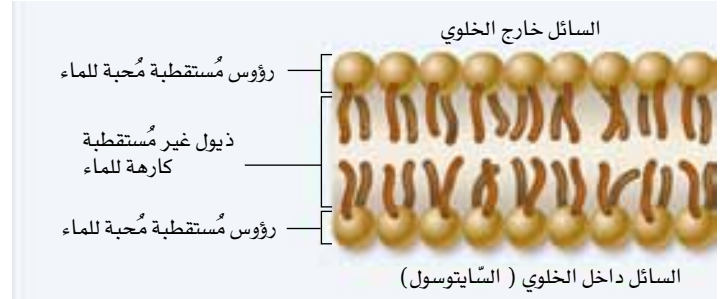 السائل خارج الخلوي
رؤوس مُستقطبة مُحبة للماء
ذيول غير مُستقطبة
كارهة للماء
رؤوس مُستقطبة مُحبة للماء
السائل داخل الخلوي ( السّايتوسول)